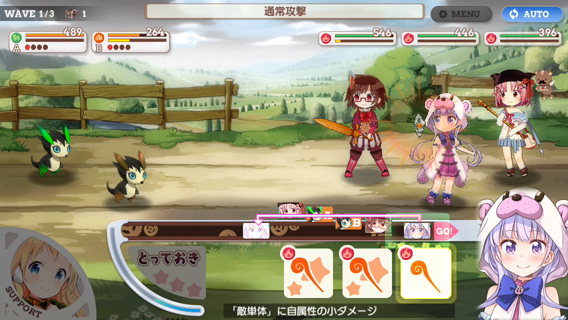 WAVE 1/3 1
通常攻撃
MENU
AUTO
489
264
546
446
396
A
B
B
GO!
とっておき
SUPPORT
「敵単体」に自属性の小ダメージ